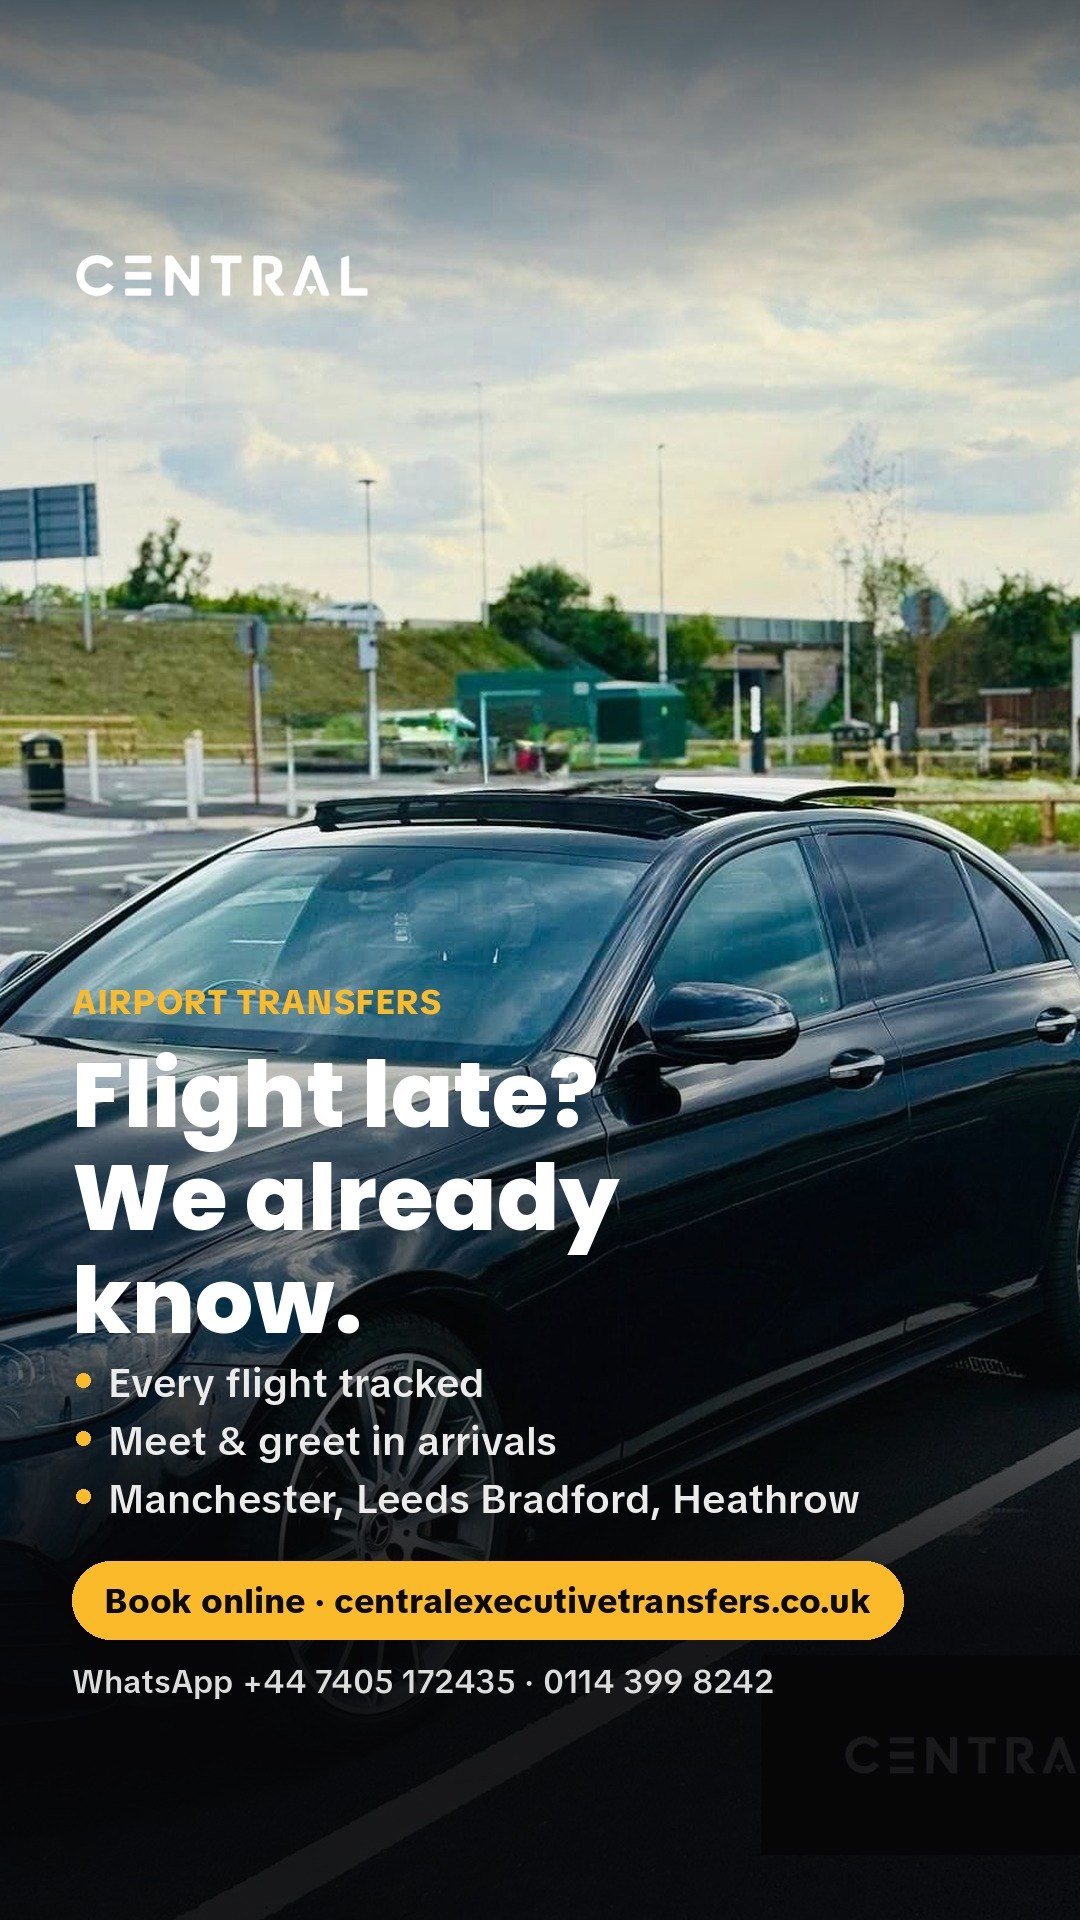 CENTRAL
AIRPORT TRANSFERS
Flight late?
We already
know.
• Every flight tracked
• Meet & greet in arrivals
• Manchester, Leeds Bradford, Heathrow
Book online · centralexecutivetransfers.co.uk
WhatsApp +44 7405 172435 · 0114 399 8242
CENTRA